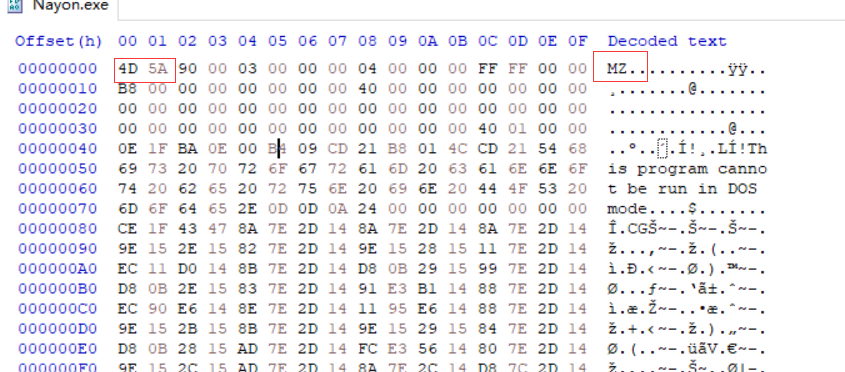 Nayon.exe
Offset(h) 00 01 02 03 04 05 06 07 08 09 0A 0B 0C 0D 0E 0F Decoded text
00000000 4D 5A 90 00 03 00 00 00 04 00 00 00 FF FF 00 00 MZ..........ÿÿ..
00000010 B8 00 00 00 00 00 00 00 40 00 00 00 00 00 00 00 ¸.......@.......
00000020 00 00 00 00 00 00 00 00 00 00 00 00 00 00 00 00 ................
00000030 00 00 00 00 00 00 00 00 00 00 00 00 40 01 00 00 ............@...
00000040 0E 1F BA 0E 00 B4 09 CD 21 B8 01 4C CD 21 54 68 ..º..´.Í!¸.LÍ!Th
00000050 69 73 20 70 72 6F 67 72 61 6D 20 63 61 6E 6E 6F is program canno
00000060 74 20 62 65 20 72 75 6E 20 69 6E 20 44 4F 53 20 t be run in DOS
00000070 6D 6F 64 65 2E 0D 0D 0A 24 00 00 00 00 00 00 00 mode....$.......
00000080 CE 1F 43 47 8A 7E 2D 14 8A 7E 2D 14 8A 7E 2D 14 Î.CGŠ~-.Š~-.Š~-.
00000090 9E 15 2E 15 82 7E 2D 14 9E 15 28 15 11 7E 2D 14 ž...‚~-.ž.(..~-.
000000A0 EC 11 D0 14 8B 7E 2D 14 D8 0B 29 15 99 7E 2D 14 ì.Ð.‹~-.Ø.).™~-.
000000B0 D8 0B 2E 15 83 7E 2D 14 91 E3 B1 14 88 7E 2D 14 Ø...ƒ~-.‘ã±.ˆ~-.
000000C0 EC 90 E6 14 8E 7E 2D 14 11 95 E6 14 88 7E 2D 14 ì.æ.Ž~-..•æ.ˆ~-.
000000D0 9E 15 2B 15 8B 7E 2D 14 9E 15 29 15 84 7E 2D 14 ž.+.‹~-.ž.).„~-.
000000E0 D8 0B 28 15 AD 7E 2D 14 FC E3 56 14 80 7E 2D 14 Ø.(..~-.üãV.€~-.
000000F0 9E 15 2C 15 AD 7E 2D 14 8A 7E 2C 14 D8 7C 2D 14